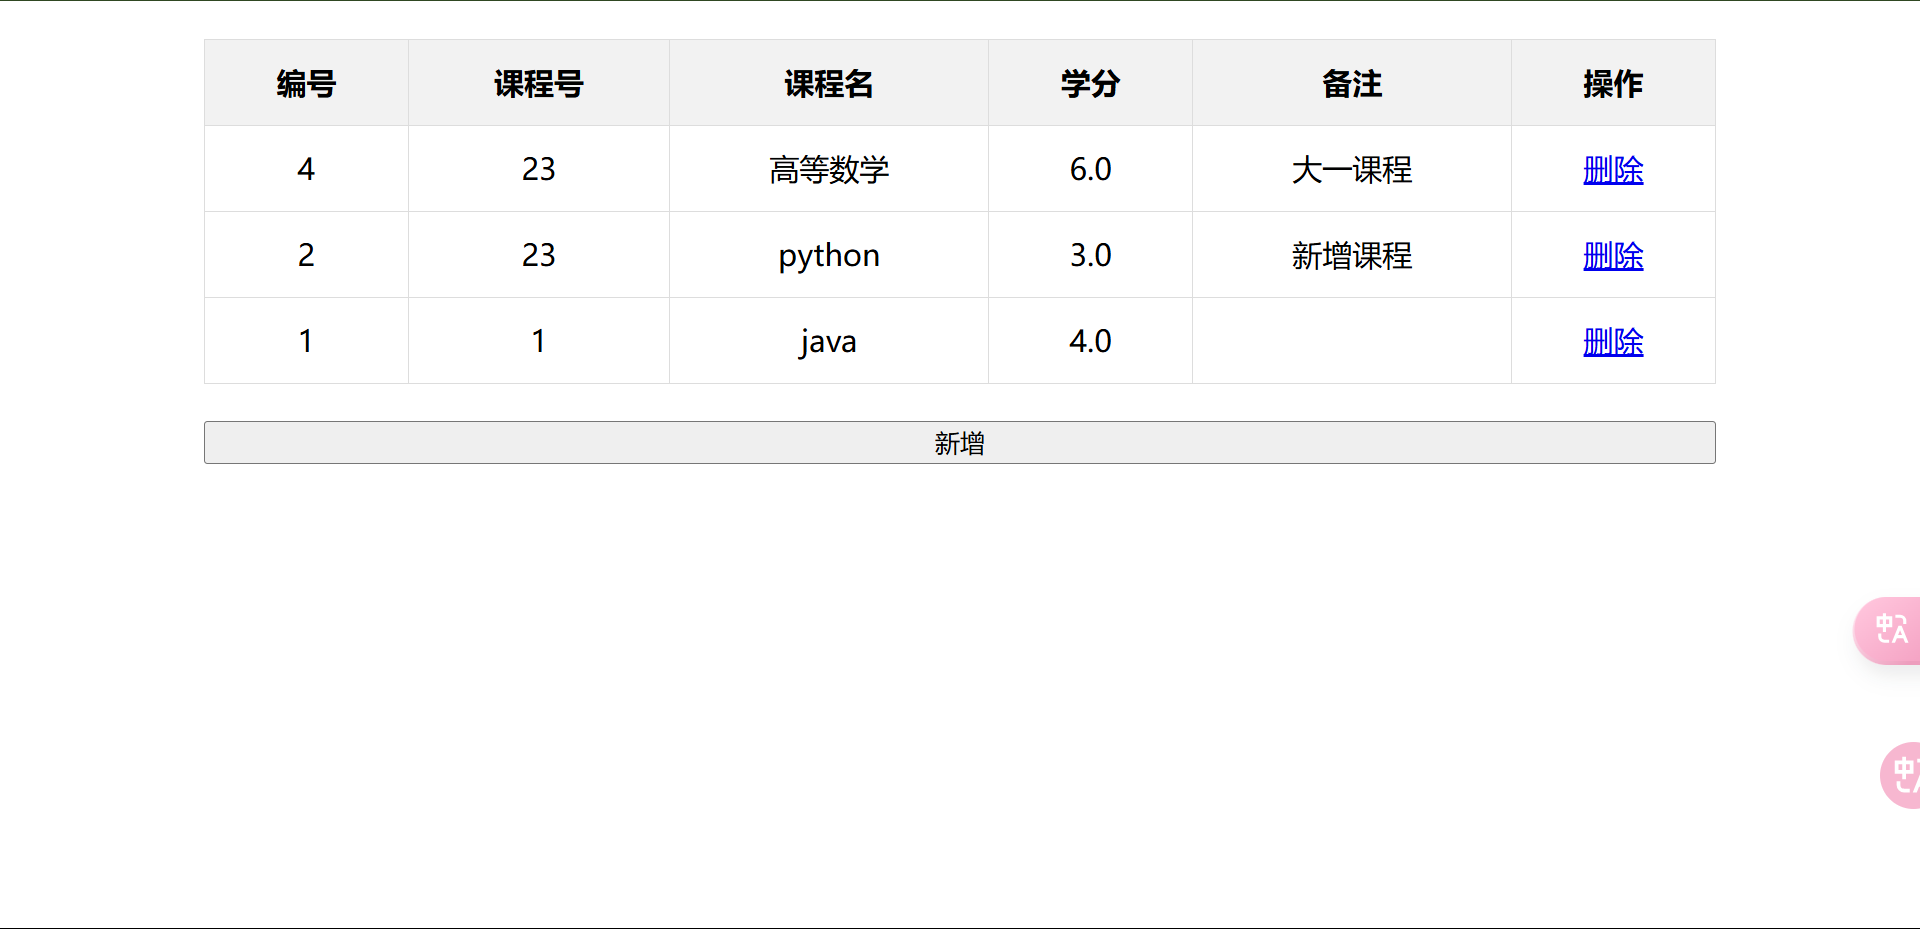 编号 课程号 课程名 学分 备注 操作
4 23 高等数学 6.0 大一课程 删除
2 23 python 3.0 新增课程 删除
1 1 java 4.0 删除
新增